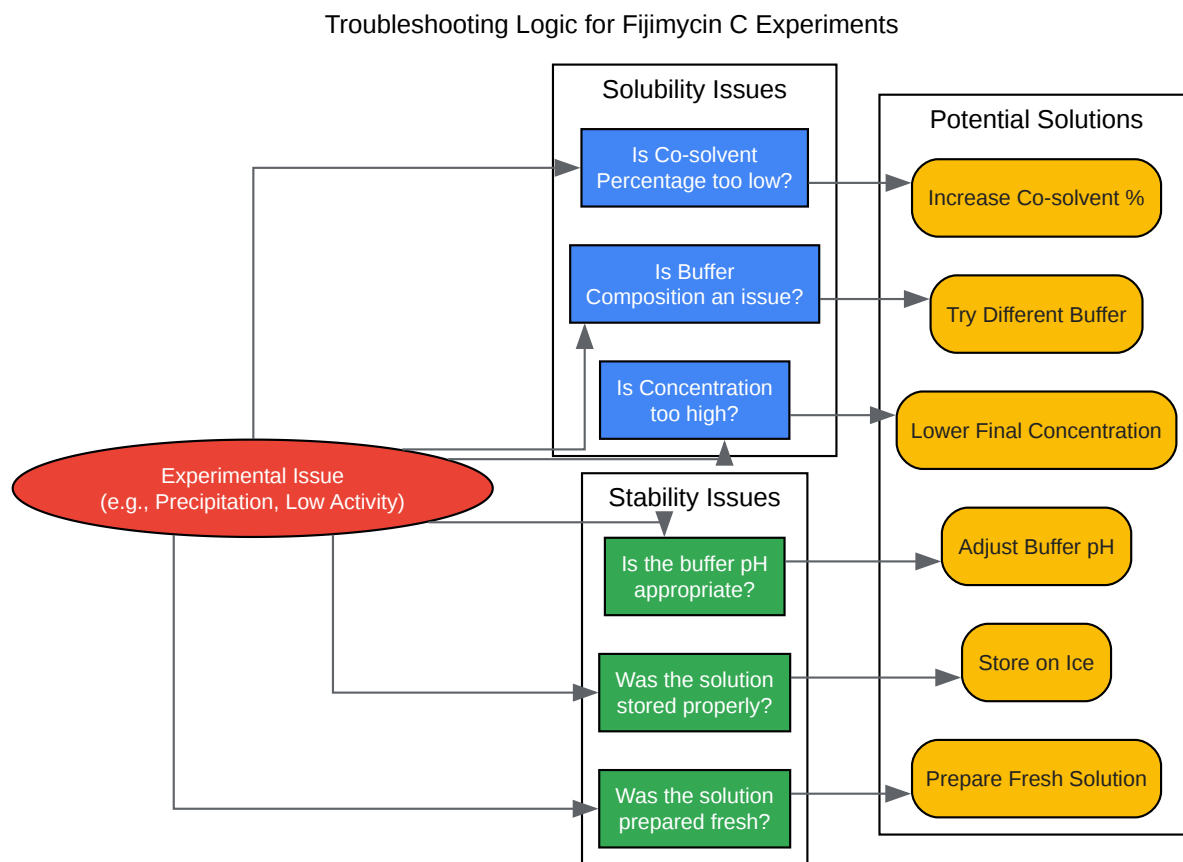 Troubleshooting Logic for Fijimycin C Experiments
Solubility Issues
Is Co-solvent
Percentage too low?
Is Buffer
Composition an issue?
Is Concentration
too high?
Experimental Issue
(e.g., Precipitation, Low Activity)
Stability Issues
Is the buffer pH
appropriate?
Was the solution
stored properly?
Was the solution
prepared fresh?
Potential Solutions
Increase Co-solvent %
Try Different Buffer
Lower Final Concentration
Adjust Buffer pH
Store on Ice
Prepare Fresh Solution